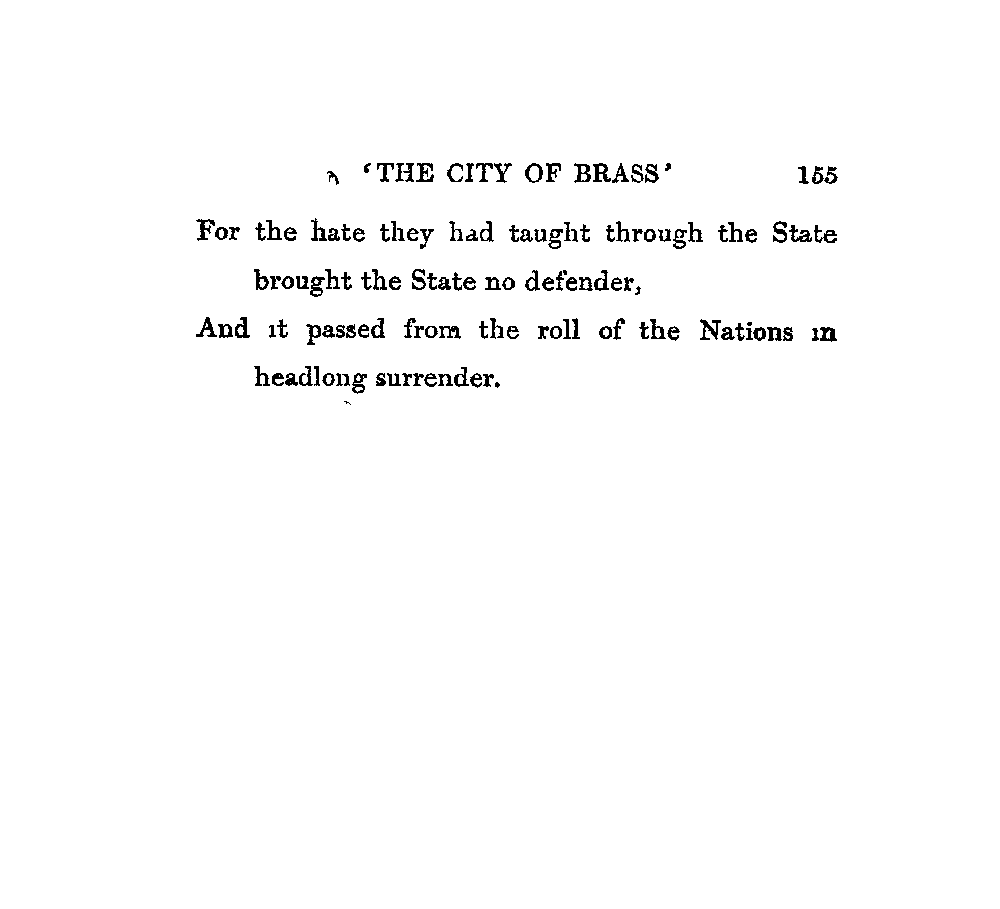 ‘THE CITY OF BRASS’ 155
For the hate they had taught through the State
brought the State no defender,
And it passed from the roll of the Nations in
headlong surrender.